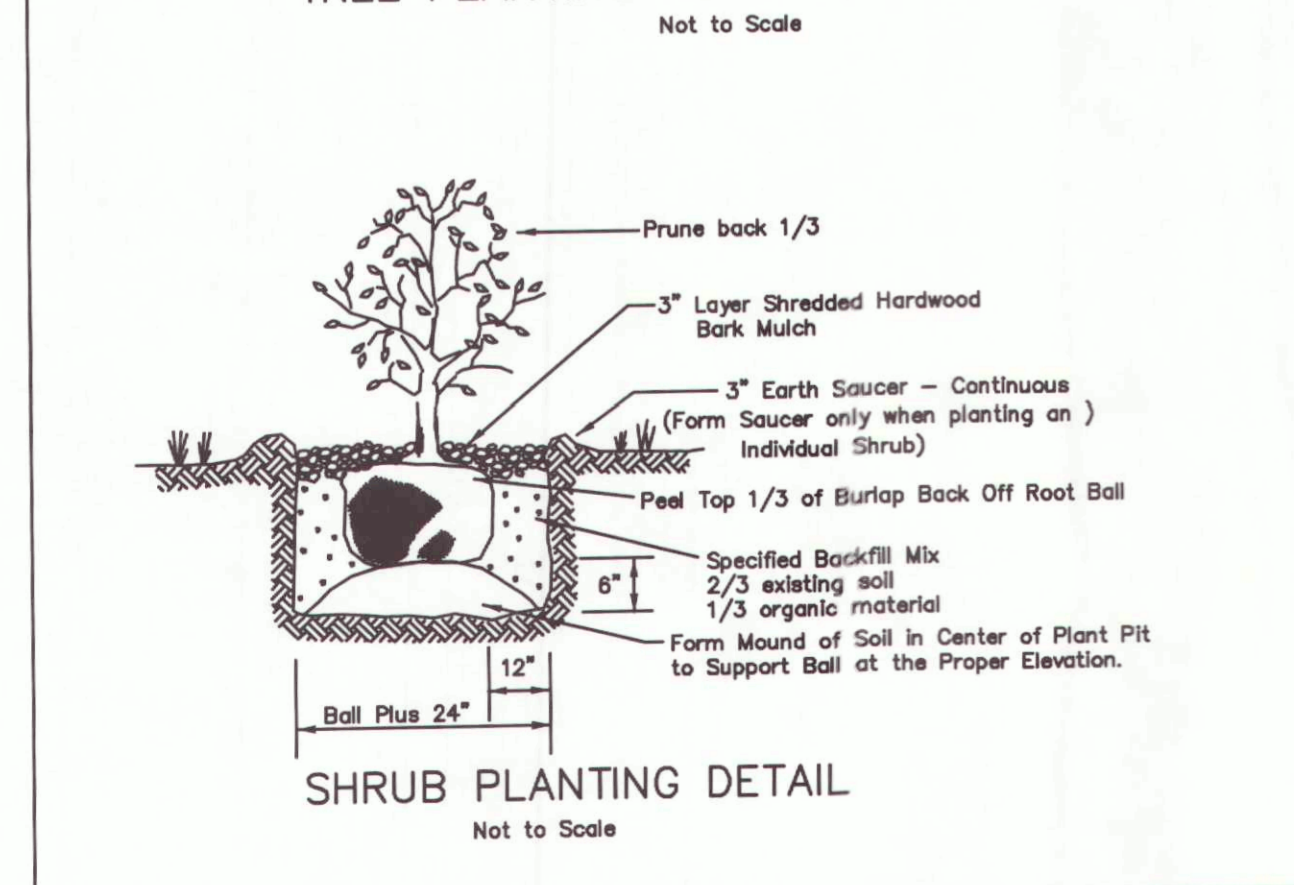 Not to Scale
Prune back 1/3
3" Layer Shredded Hardwood
Bark Mulch
3" Earth Saucer – Continuous
(Form Saucer only when planting an )
Individual Shrub)
Peel Top 1/3 of Burlap Back Off Root Ball
Specified Backfill Mix
2/3 existing soil
1/3 organic material
6"
Form Mound of Soil in Center of Plant Pit
to Support Ball at the Proper Elevation.
12"
Ball Plus 24"
SHRUB PLANTING DETAIL
Not to Scale